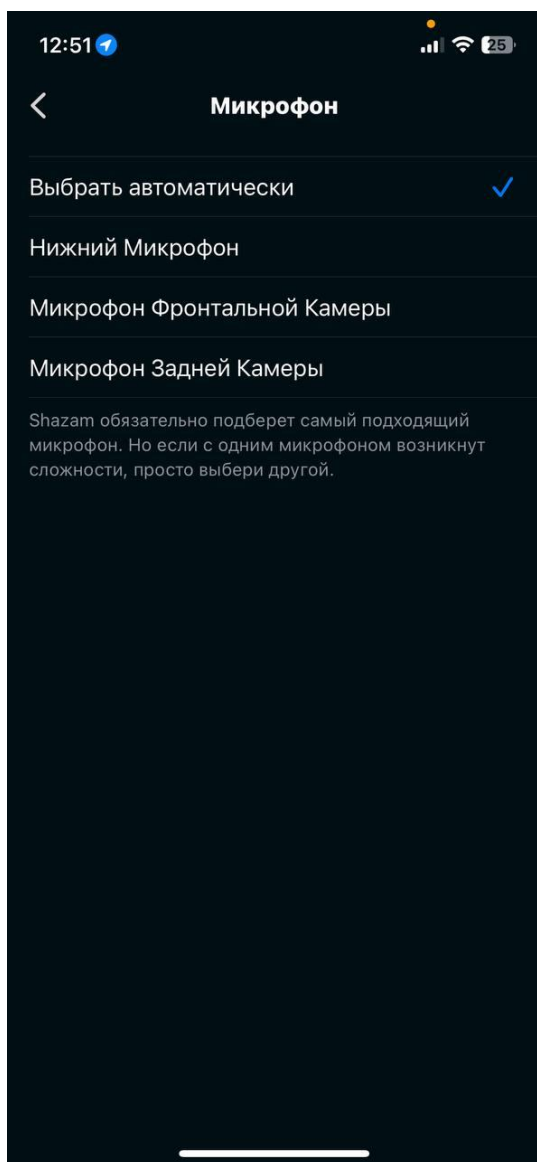 12:51
25
Микрофон
Выбрать автоматически
Нижний Микрофон
Микрофон Фронтальной Камеры
Микрофон Задней Камеры
Shazam обязательно подберет самый подходящий
микрофон. Но если с одним микрофоном возникнут
сложности, просто выбери другой.